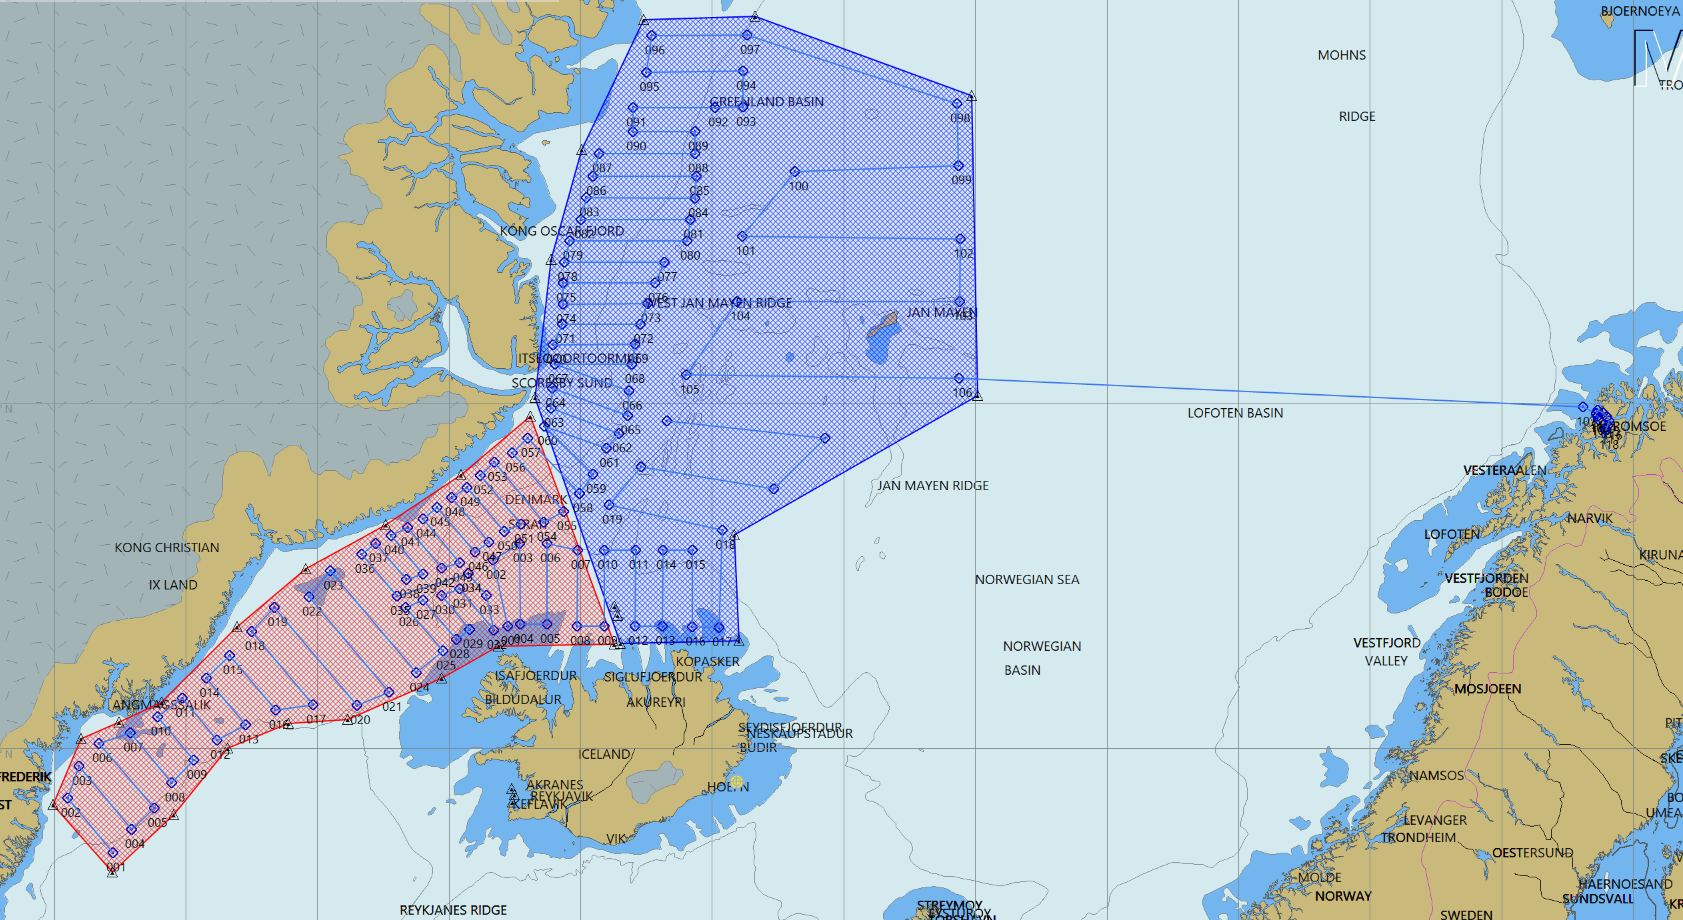 BJOERNOEYA
MOHNS
TRO
RIDGE
096
097
095
094
GREENLAND BASIN
091
092
093
098
090
089
087
088
099
086
085
100
083
084
KONG OSCAR FJORD
081
101
079
080
102
078
077
075
076
WEST JAN MAYEN RIDGE
074
073
104
JAN MAYEN
103
071
072
069
068
067
SCORESBY SUND
105
106
064
066
LOFOTEN BASIN
063
065
TROMSOE
118
060
062
057
061
056
VESTERAALEN
053
059
JAN MAYEN RIDGE
052
058
049
DENMARK
019
048
055
NARVIK
045
STRAIT
044
051
054
018
LOFOTEN
041
050
003
006
007
010
011
014
015
KONG CHRISTIAN
040
047
037
046
002
KIRUNA
036
043
NORWEGIAN SEA
VESTFJORDEN
IX LAND
023
042
039
034
BODOE
038
022
035
031
033
019
027
030
026
018
029
004
005
008
009
012
013
016
017
VESTFJORD
NORWEGIAN
028
VALLEY
015
025
KOPASKER
BASIN
014
024
ISAFJOERDUR
SIGLUFJOERDUR
MOSJOEEN
ANGMAGSSALIK
011
021
BILDUDALUR
AKUREYRI
010
016
017
020
SEYDISFJOERDUR
NESKAUPSTADUR
007
013
BUDIR
006
012
ICELAND
003
009
FREDERIK
NAMSOS
AKRANES
HOEFN
008
REYKJAVIK
ST
002
KEFLAVIK
005
LEVANGER
004
VIK
TRONDHEIM
OESTERSUND
001
MOLDE
HAERNOESAND
NORWAY
SUNDSVALL
STREYMOY
REYKJANES RIDGE
EYSTUROY
TORSHAVN
SWEDEN